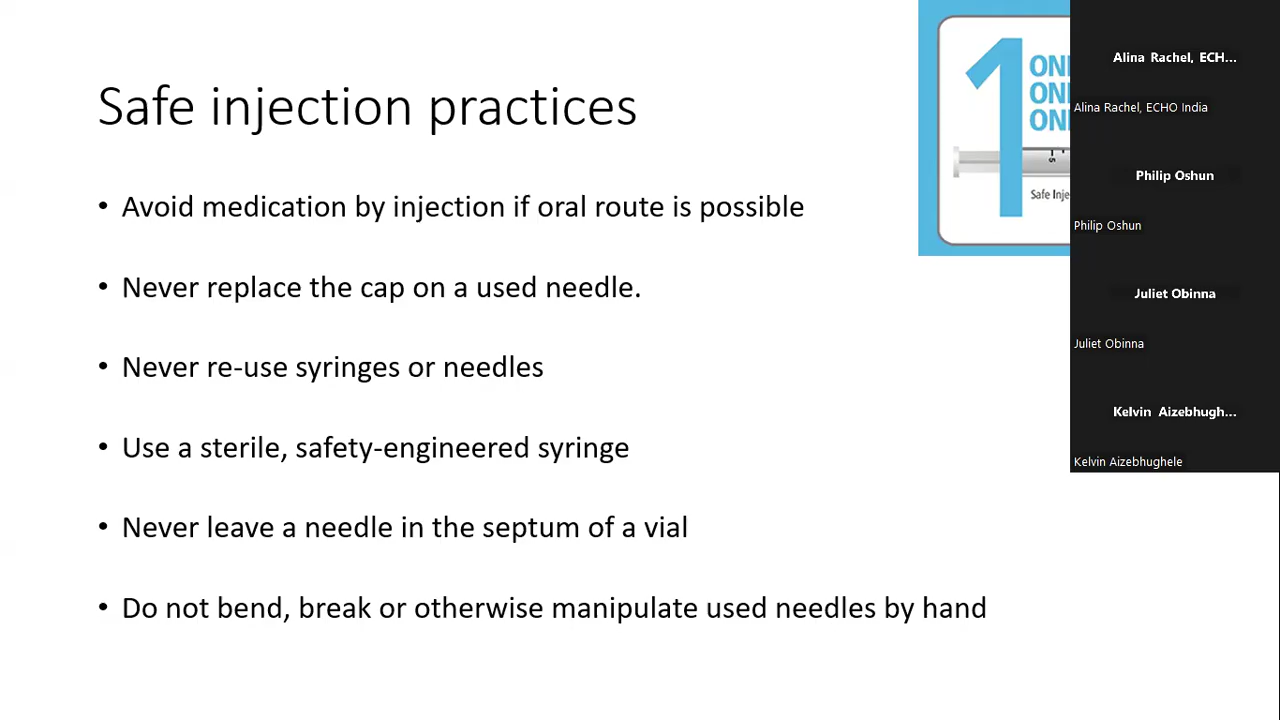 Safe injection practices
• Avoid medication by injection if oral route is possible
• Never replace the cap on a used needle.
• Never re-use syringes or needles
• Use a sterile, safety-engineered syringe
• Never leave a needle in the septum of a vial
• Do not bend, break or otherwise manipulate used needles by hand
1
Safe
Alina Rachel, ECH...
Alina Rachel, ECHO India
Philip Oshun
Philip Oshun
Juliet Obinna
Juliet Obinna
Kelvin Aizebhugh...
Kelvin Aizebhughele